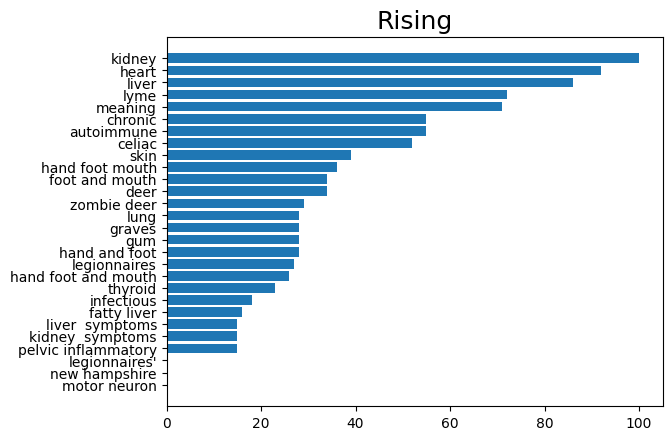 Rising
kidney
heart
liver
lyme
meaning
chronic
autoimmune
celiac
skin
hand foot mouth
foot and mouth
deer
zombie deer
lung
graves
gum
hand and foot
legionnaires
hand foot and mouth
thyroid
infectious
fatty liver
liver  symptoms
kidney  symptoms
pelvic inflammatory
legionnaires'
new hampshire
motor neuron
0 20 40 60 80 100